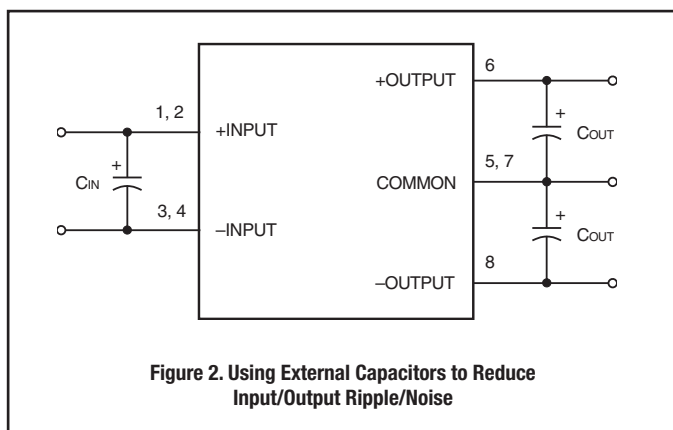 6
+OUTPUT
1, 2
+
+INPUT
COUT
5, 7
+
CIN
COMMON
3, 4
+
–INPUT
COUT
8
–OUTPUT
Figure 2. Using External Capacitors to Reduce
Input/Output Ripple/Noise